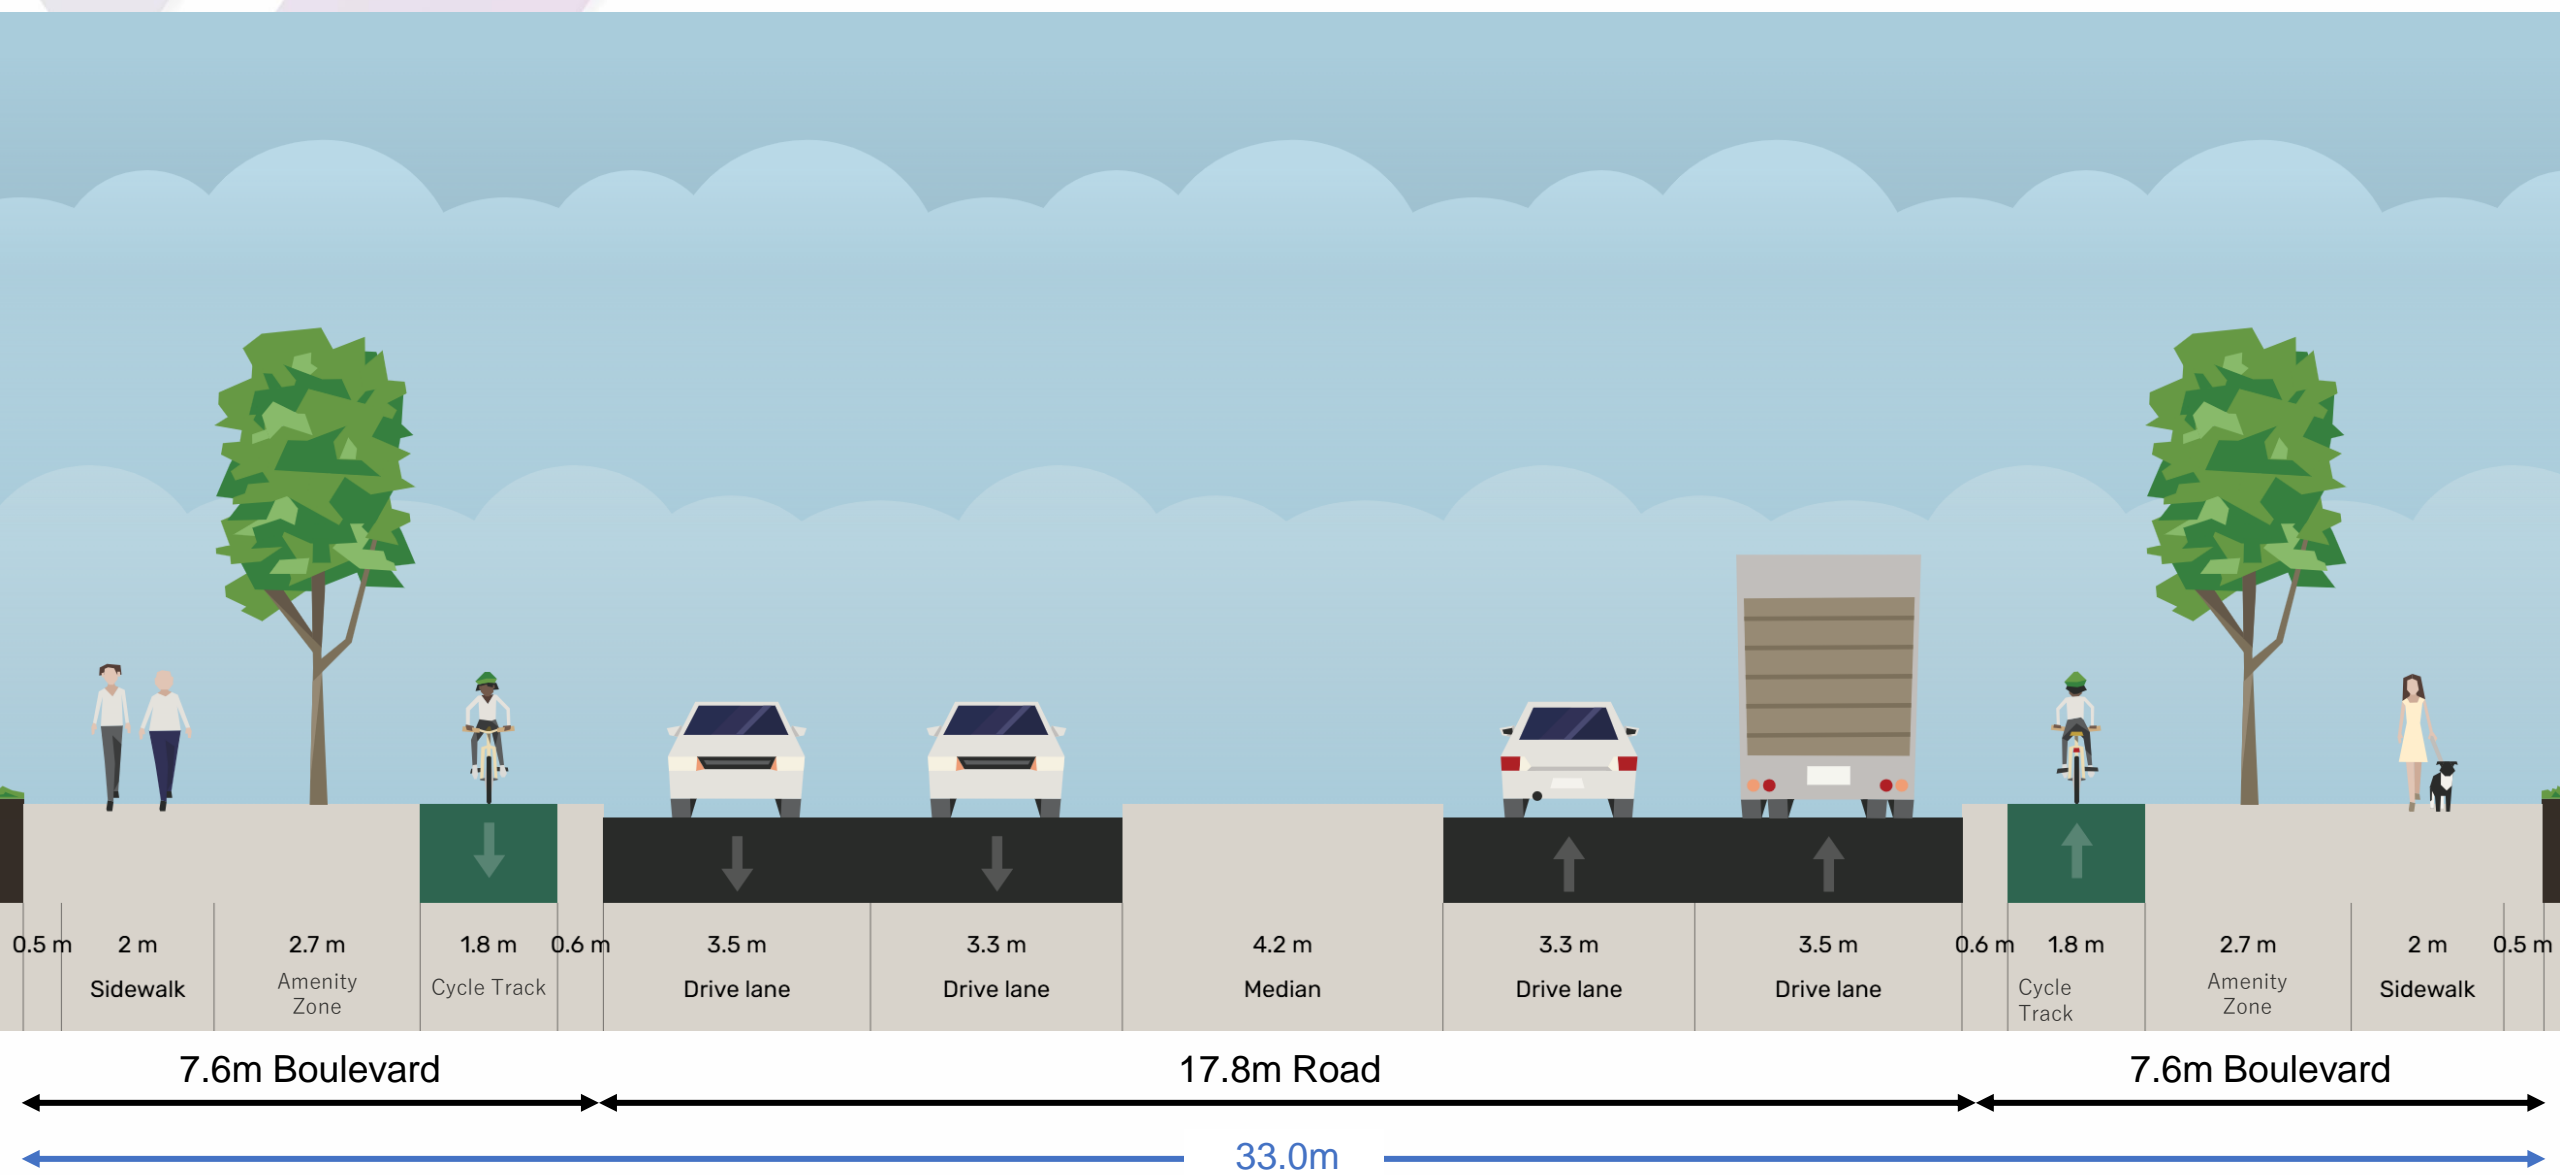 0.5 m 2 m 2.7 m 1.8 m 0.6 m 3.5 m 3.3 m 4.2 m 3.3 m 3.5 m 0.6 m 1.8 m 2.7 m 2 m 0.5 m
Sidewalk
Amenity
Zone
Cycle Track
Drive lane
Drive lane
Median
Drive lane
Drive lane
Cycle
Track
Amenity
Zone
Sidewalk
7.6m Boulevard
17.8m Road
7.6m Boulevard
33.0m